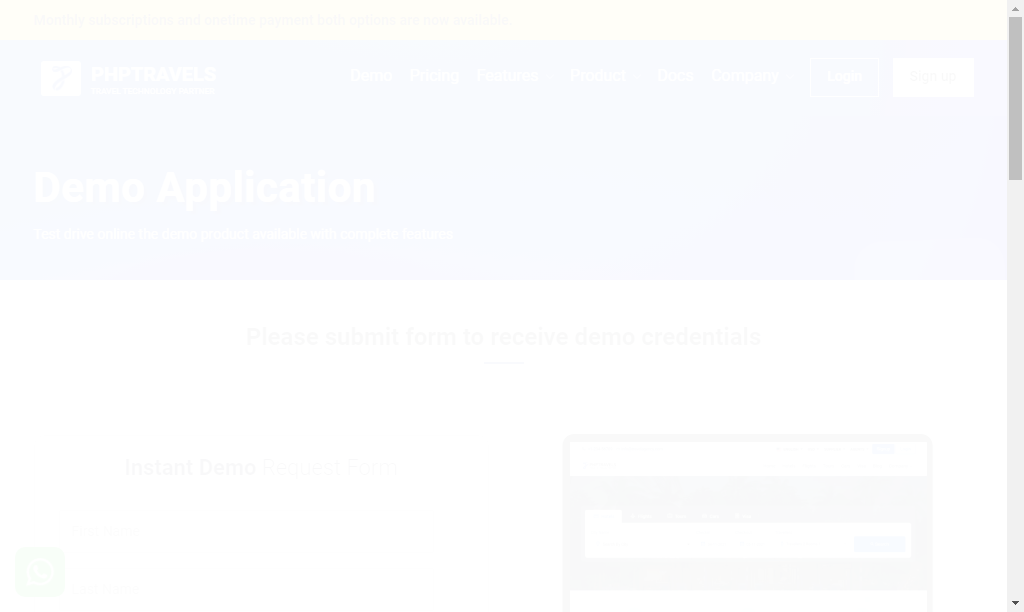 Monthly subscriptions and onetime payment both options are now available.
PHPTRAVELS
TRAVEL TECHNOLOGY PARTNER
Demo Pricing Features Product Docs Company Login Sign up
Demo Application
Test drive online the demo product available with complete features
Please submit form to receive demo credentials
Instant Demo Request Form
First Name
Last Name